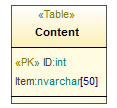 «Table»
Content
«PK» ID:int
Item:nvarchar[50]